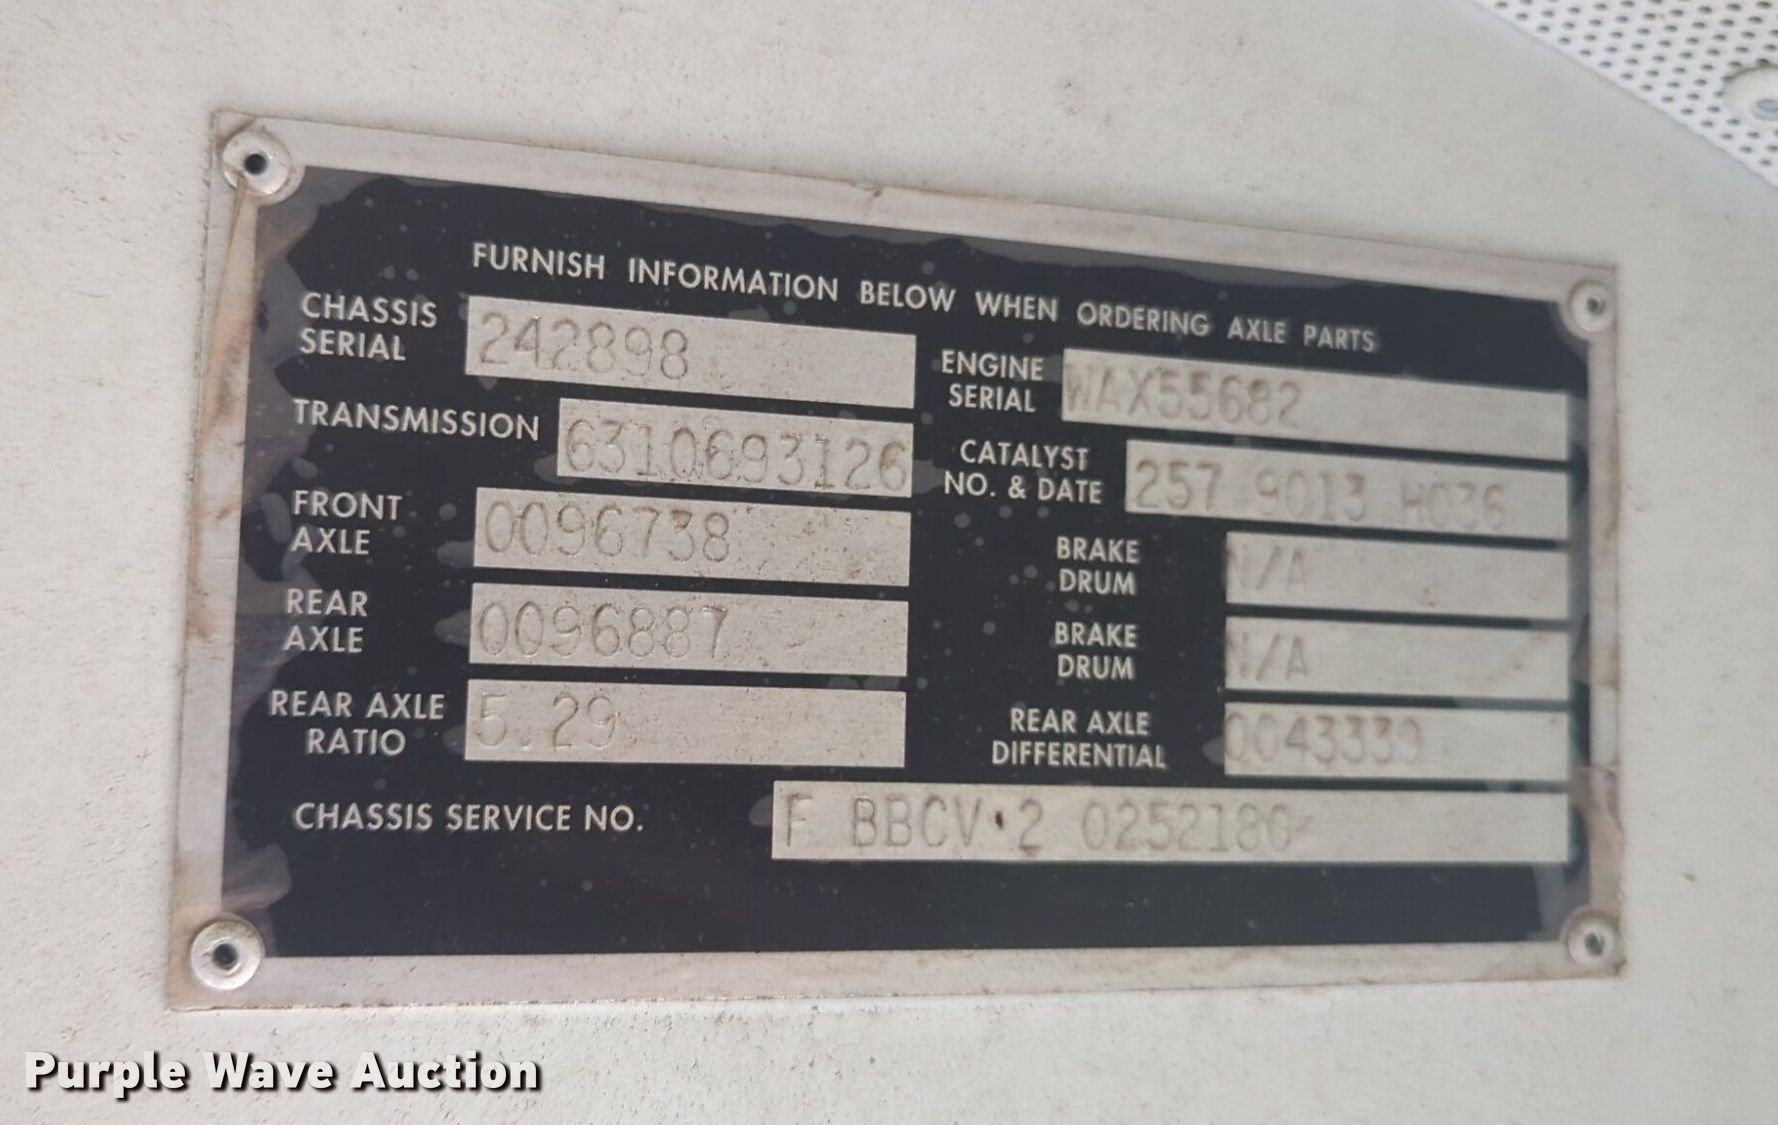 FURNISH INFORMATION BELOW WHEN ORDERING AXLE PARTS
CHASSIS SERIAL 242898
ENGINE SERIAL WAX55682
TRANSMISSION 6310693126
CATALYST NO. & DATE 257 9013 H036
FRONT AXLE 0096738
BRAKE DRUM N/A
REAR AXLE 0096887
BRAKE DRUM N/A
REAR AXLE RATIO 5.29
REAR AXLE DIFFERENTIAL 0043339
CHASSIS SERVICE NO. F BBCV·2 0252180
Purple Wave Auction